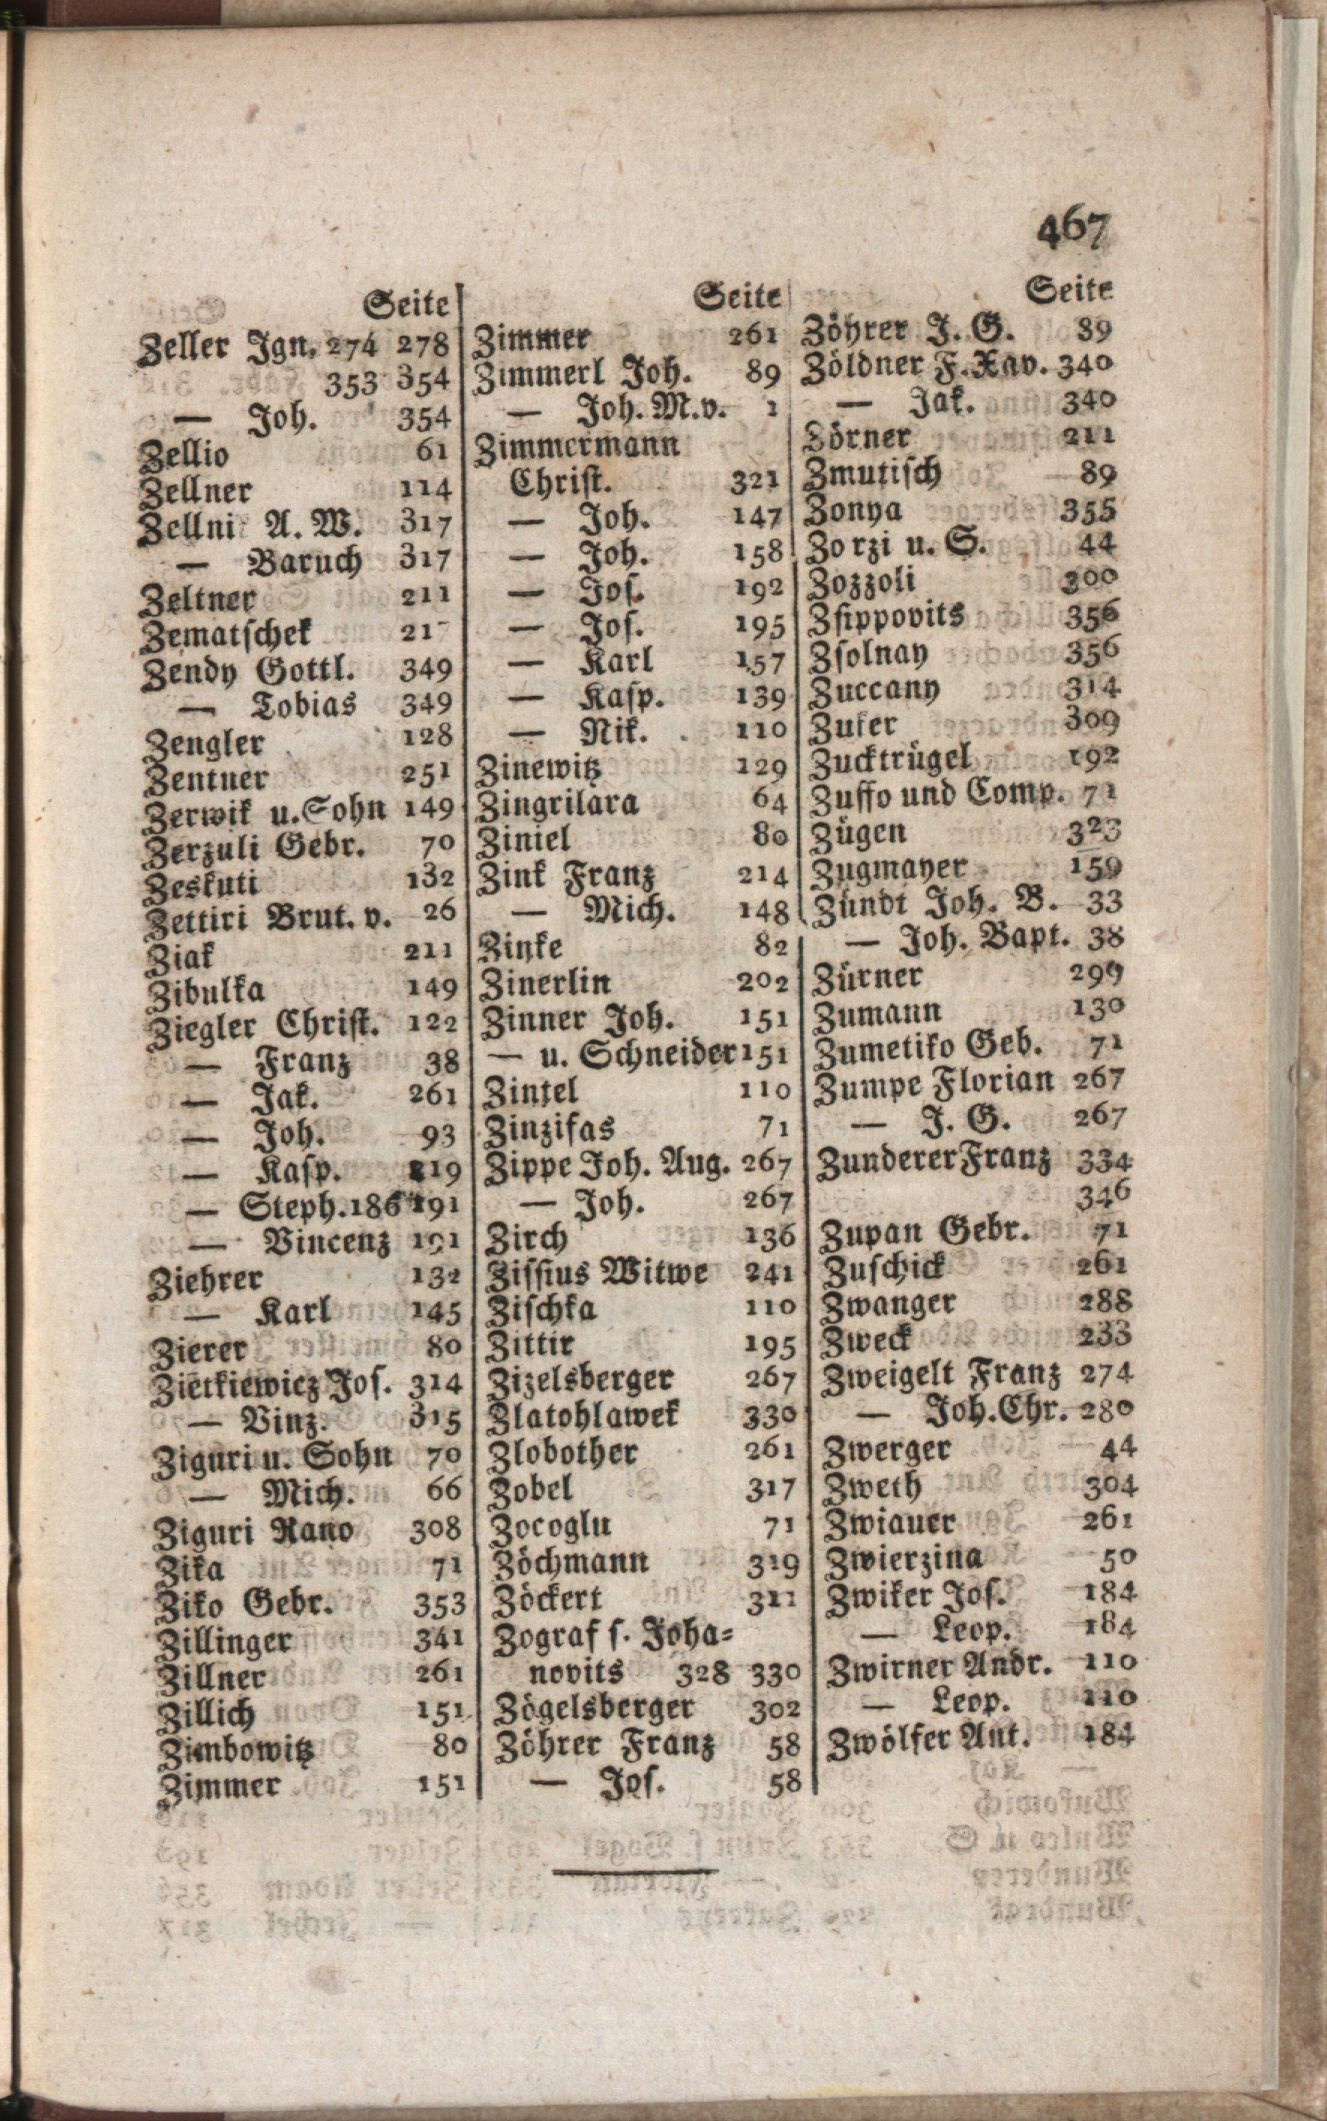 467
Seite
Zeller Ign. 274 278
353 354
— Joh. 354
Zellio 61
Zellner 114
Zellni A. W. 317
— Baruch 317
Zeltner 211
Zematschek 217
Zendy Gottl. 349
— Tobias 349
Zengler 128
Zentner 251
Zerwik u. Sohn 149
Zerzuli Gebr. 70
Zeskuti 132
Zettiri Brut. v. 26
Ziak 211
Zibulka 149
Ziegler Christ. 122
— Franz 38
— Jak. 261
— Joh. 93
— Kasp. 219
— Steph. 186 191
— Vincenz 191
Ziehrer 132
— Karl 145
Zierer 80
Zietkiewicz Jos. 314
— Vinz. 315
Ziguri u. Sohn 70
— Mich. 66
Ziguri Rano 308
Zika 71
Ziko Gebr. 353
Zillinger 341
Zillner 261
Zillich 151
Zimbowitz 80
Zimmer 151
Seite
Zimmer 261
Zimmerl Joh. 89
— Joh. M. v. 1
Zimmermann
Christ. 321
— Joh. 147
— Joh. 158
— Jos. 192
— Jos. 195
— Karl 157
— Kasp. 139
— Nik. 110
Zinewitz 129
Zingrilara 64
Ziniel 80
Zink Franz 214
— Mich. 148
Zinke 82
Zinerlin 202
Zinner Joh. 151
— u. Schneider 151
Zintel 110
Zinzifas 71
Zippe Joh. Aug. 267
— Joh. 267
Zirch 136
Zissius Witwe 241
Zischka 110
Zittir 195
Zizelsberger 267
Zlatohlawek 330
Zlobother 261
Zobel 317
Zocoglu 71
Zöchmann 319
Zöckert 311
Zograf s. Joha⸗
novits 328 330
Zögelsberger 302
Zöhrer Franz 58
— Jos. 58
Seite
Zöhrer J. G. 89
Zöldner F. Xav. 340
— Jak. 340
Zörner 211
Zmutisch 89
Zonya 355
Zorzi u. S. 44
Zozzoli 300
Zsippovits 356
Zsolnay 356
Zuccany 314
Zuker 309
Zucktrügel 192
Zuffo und Comp. 71
Zügen 323
Zugmayer 159
Zündt Joh. B. 33
— Joh. Bapt. 38
Zürner 299
Zumann 130
Zumetiko Geb. 71
Zumpe Florian 267
— J. G. 267
Zunderer Franz 334
346
Zupan Gebr. 71
Zuschick 261
Zwanger 288
Zweck 233
Zweigelt Franz 274
— Joh. Chr. 280
Zwerger 44
Zweth 304
Zwiauer 261
Zwierzina 50
Zwiker Jos. 184
— Leop. 184
Zwirner Andr. 110
— Leop. 110
Zwölfer Ant. 184